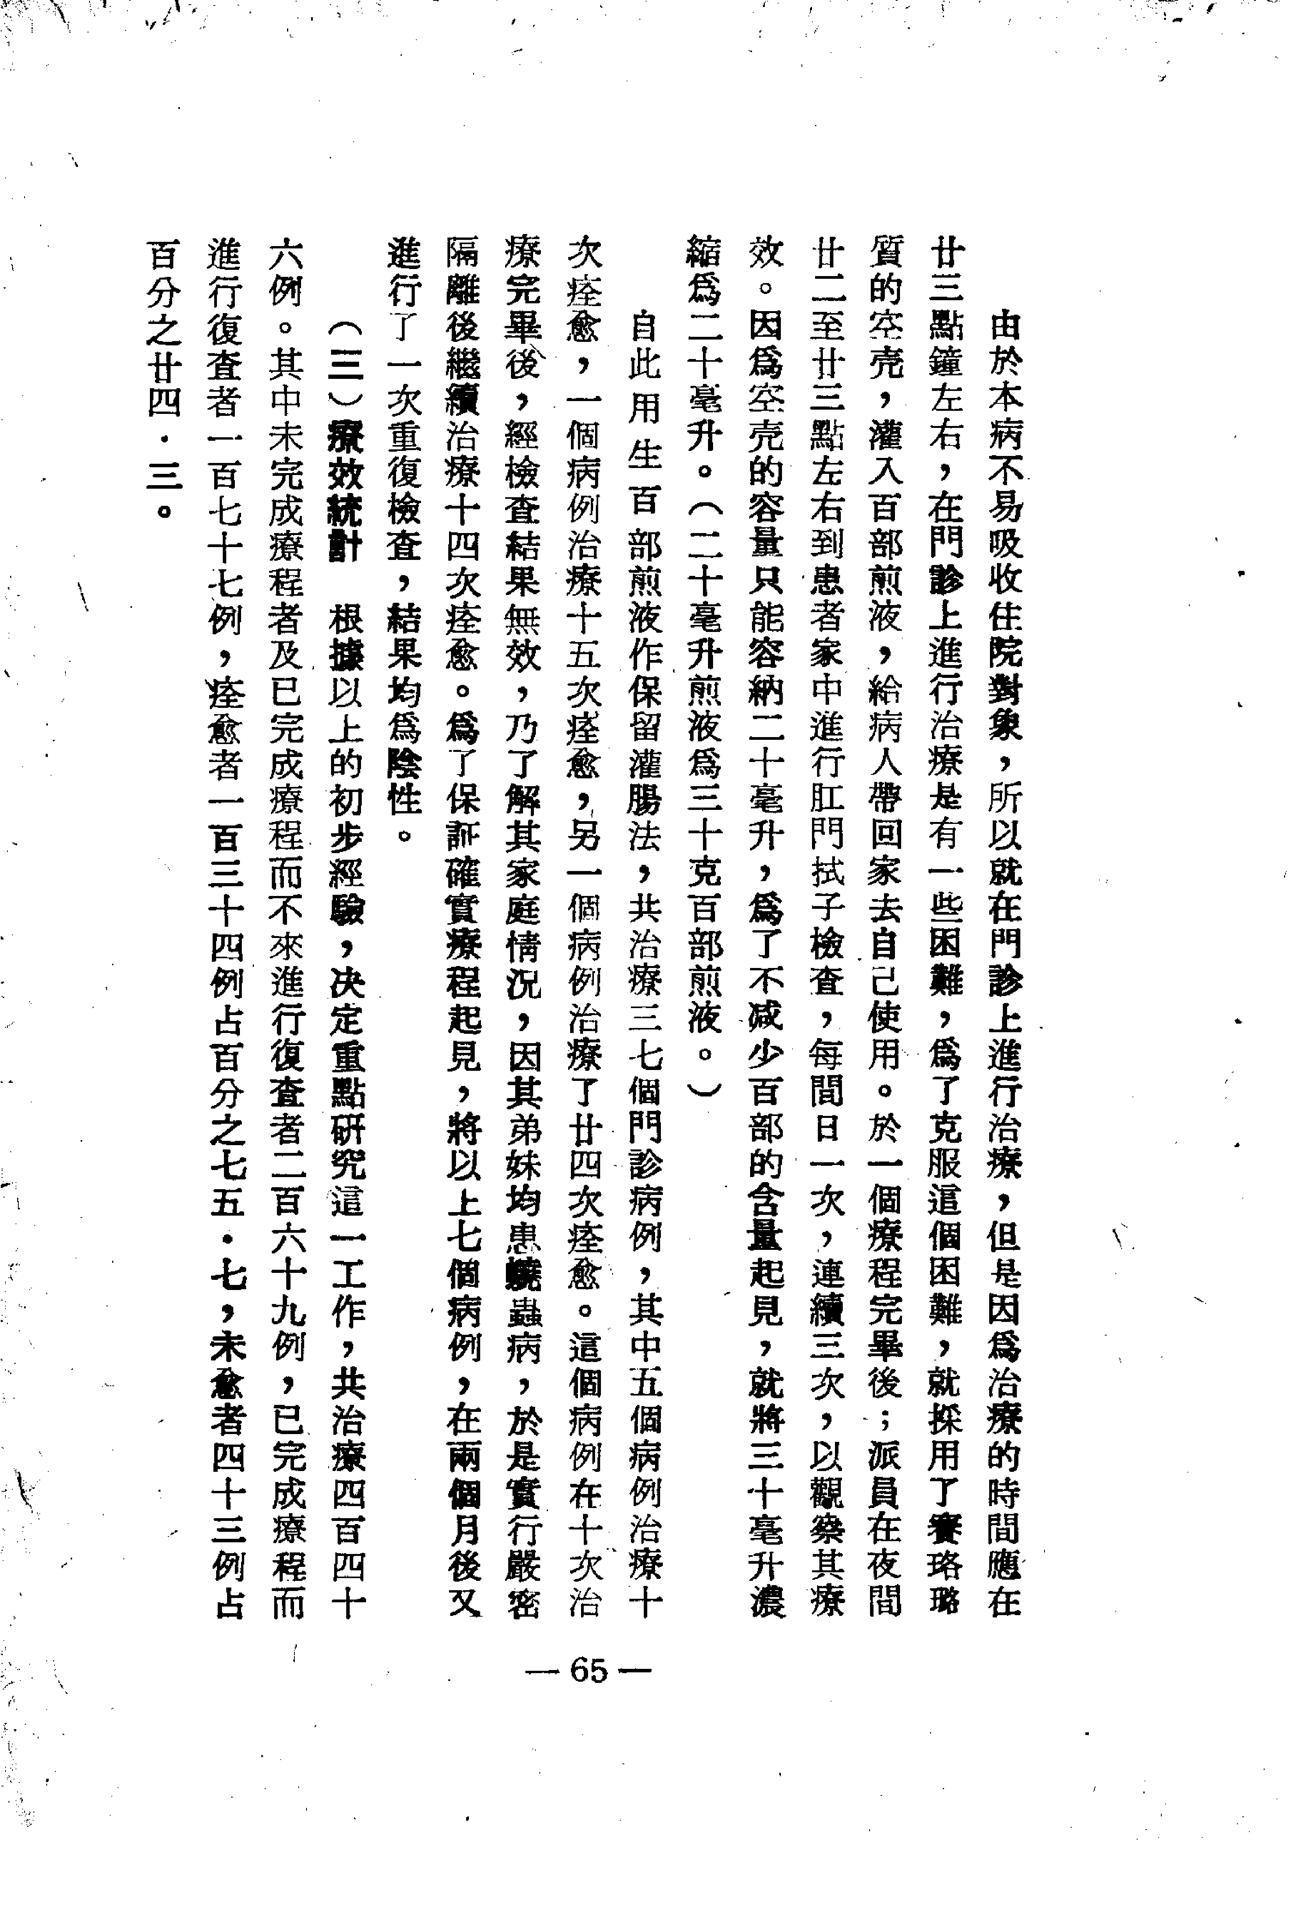 由於本病不易吸收住院對象，所以就在門診上進行治療，但是因爲治療的時間應在
廿三點鐘左右，在門診上進行治療是有一些困難，爲了克服這個困難，就採用了賽珞璐
質的空壳，灌入百部煎液，給病人帶回家去自己使用。於一個療程完畢後；派員在夜間
廿二至廿三點左右到患者家中進行肛門拭子檢查，每間日一次，連續三次，以觀察其療
效。因爲空壳的容量只能容納二十毫升，爲了不减少百部的含量起見，就將三十毫升濃
縮爲二十毫升。（二十毫升煎液爲三十克百部煎液。）
自此用生百部煎液作保留灌腸法，共治療三七個門診病例，其中五個病例治療十
次痊愈，一個病例治療十五次痊愈，另一個病例治療了廿四次痊愈。這個病例在十次治
療完畢後，經檢查結果無效，乃了解其家庭情況，因其弟妹均患蟯蟲病，於是實行嚴密
隔離後繼續治療十四次痊愈。爲了保証確實療程起見，將以上七個病例，在兩個月後又
進行了一次重復檢查，結果均爲陰性。
（三）療效統計　根據以上的初步經驗，决定重點研究這一工作，共治療四百四十
六例。其中未完成療程者及已完成療程而不來進行復查者二百六十九例，已完成療程而
進行復查者一百七十七例，痊愈者一百三十四例占百分之七五·七，未愈者四十三例占
百分之廿四·三。
—65—